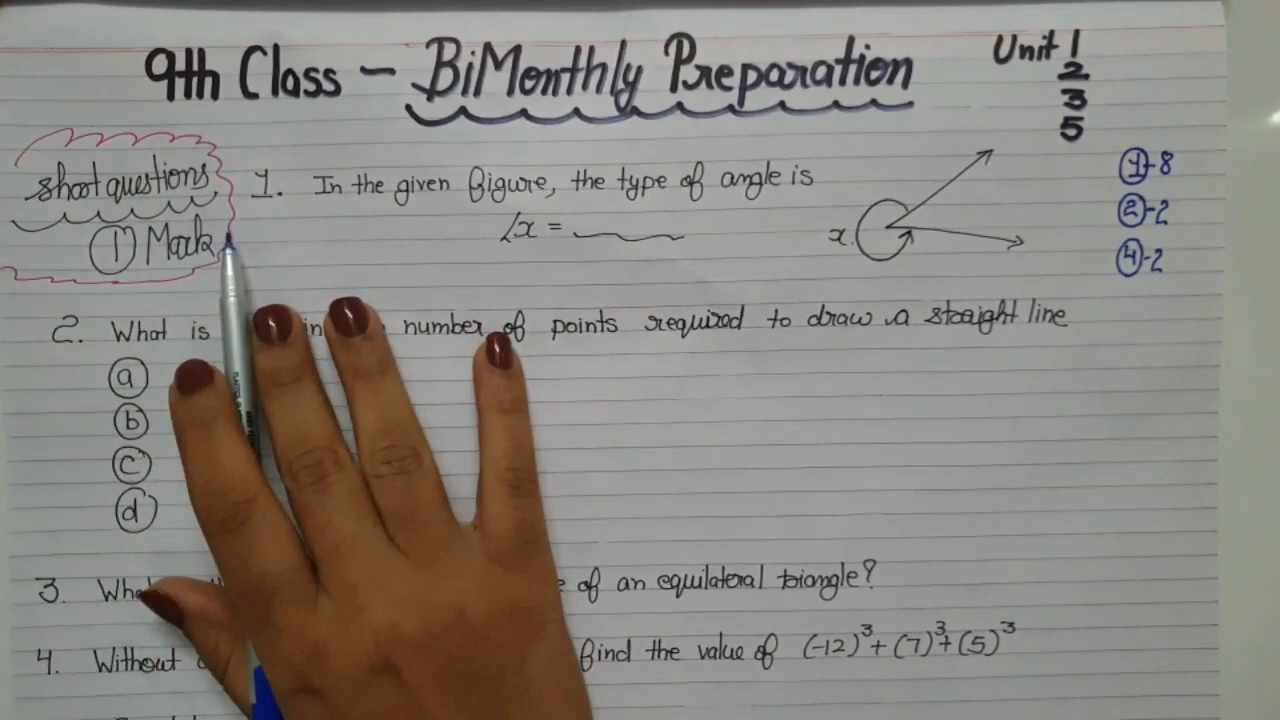 9th Class - BiMonthly Preparation
Unit 1
2
3
5
short questions
① Mark
1. In the given figure, the type of angle is
∠x = ____
x
①-8
②-2
④-2
2. What is number of points required to draw a straight line
ⓐ
ⓑ
ⓒ
ⓓ
3. of an equilateral triangle?
4. Without find the value of (-12)³+(7)³+(5)³